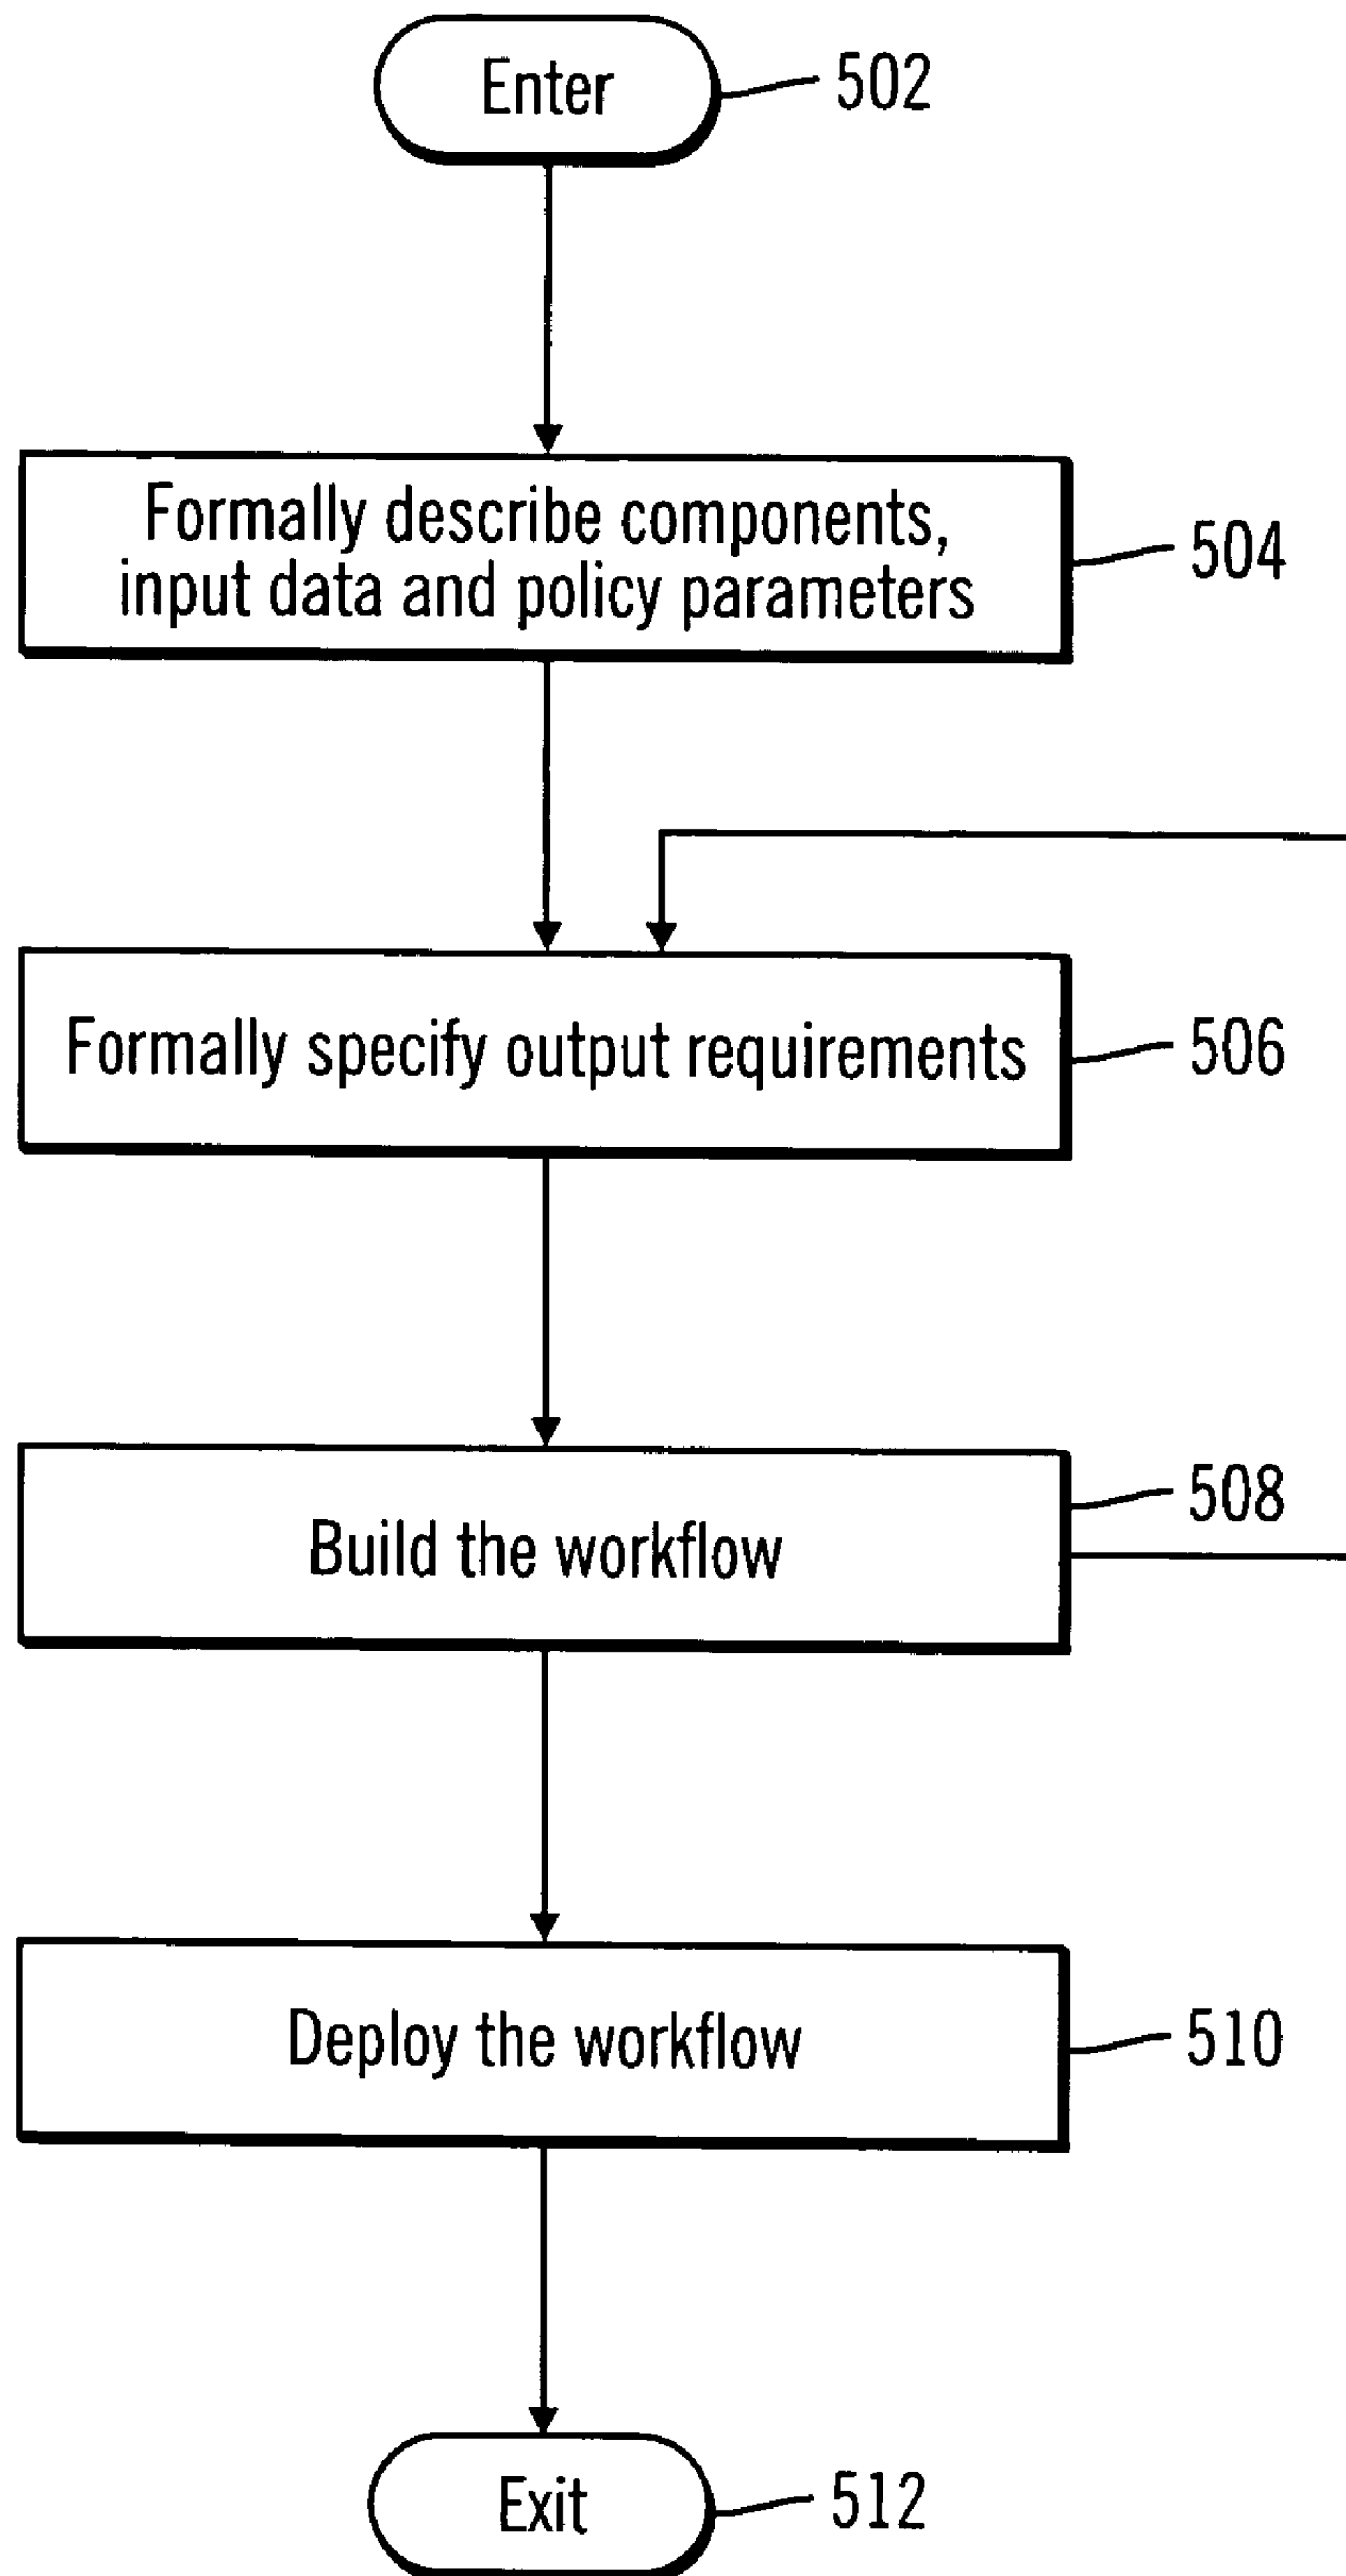 Enter
502
Formally describe components,
input data and policy parameters
504
Formally specify output requirements
506
Build the workflow
508
Deploy the workflow
510
Exit
512